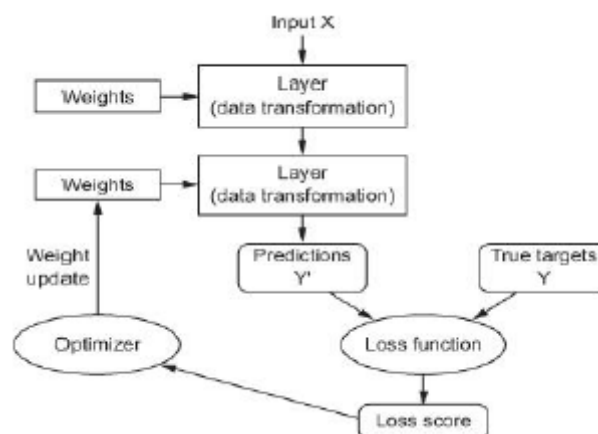 Input X
Weights
Layer
(data transformation)
Weights
Layer
(data transformation)
Weight
update
Predictions
Y'
True targets
Y
Optimizer
Loss function
Loss score